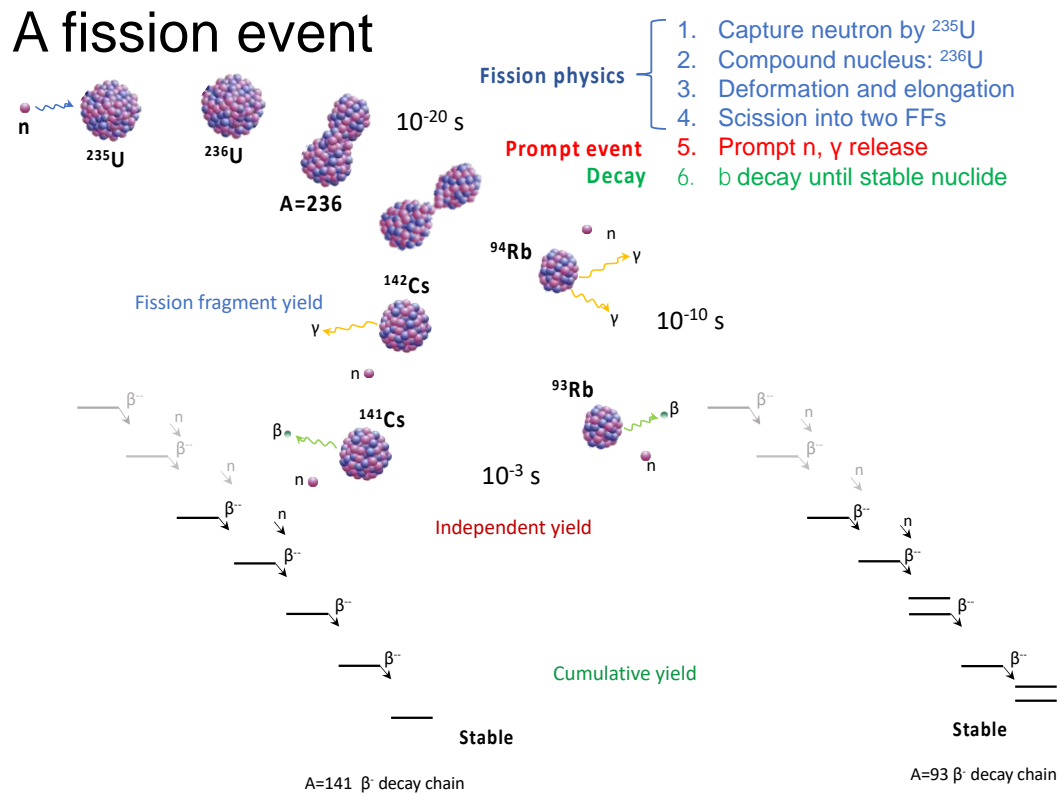 A fission event
Fission physics
1. Capture neutron by ²³⁵U
2. Compound nucleus: ²³⁶U
3. Deformation and elongation
4. Scission into two FFs
Prompt event
5. Prompt n, γ release
Decay
6. b decay until stable nuclide
n
²³⁵U
²³⁶U
10⁻²⁰ s
A=236
⁹⁴Rb
n
γ
γ
10⁻¹⁰ s
Fission fragment yield
¹⁴²Cs
γ
n
⁹³Rb
β
n
¹⁴¹Cs
β
n
10⁻³ s
Independent yield
Cumulative yield
β⁻⁻
n
β⁻⁻
n
β⁻⁻
n
β⁻⁻
β⁻⁻
β⁻⁻
Stable
A=141 β⁻ decay chain
β⁻⁻
n
β⁻⁻
n
β⁻⁻
n
β⁻⁻
β⁻⁻
β⁻⁻
Stable
A=93 β⁻ decay chain